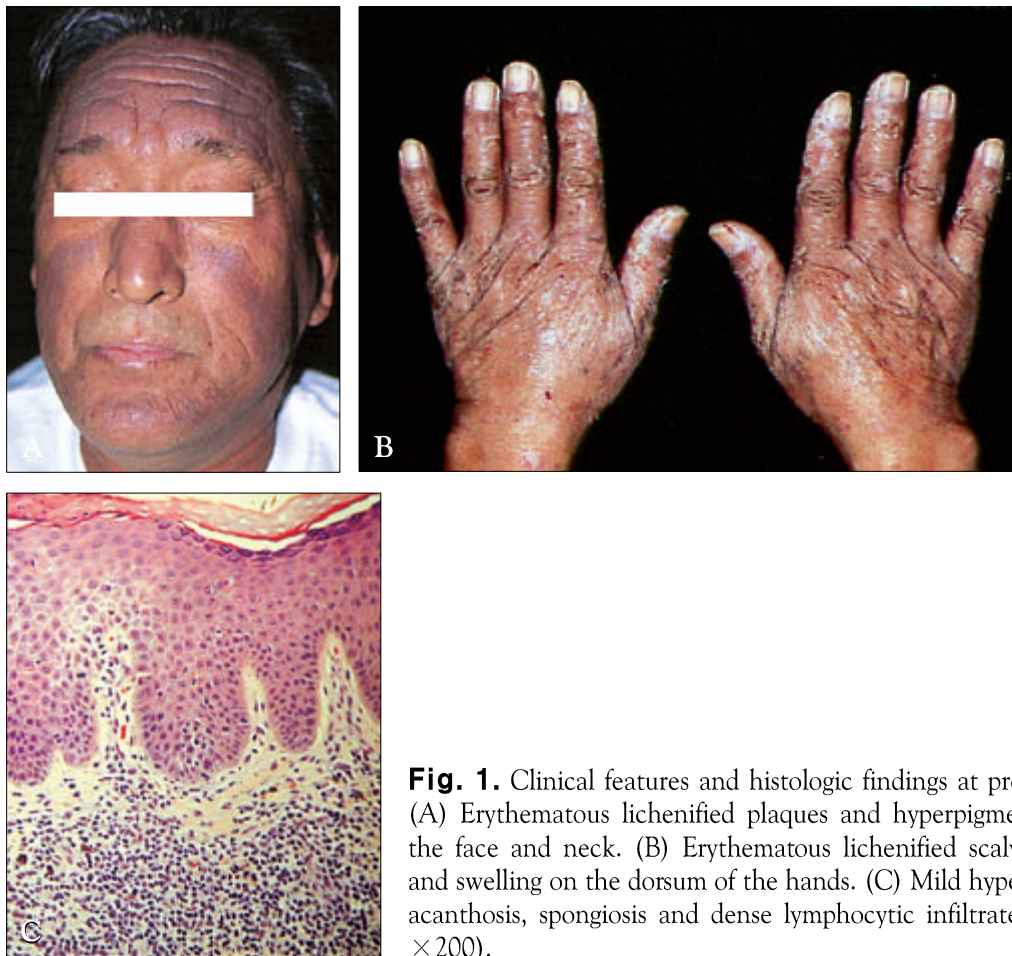 A
B
C
Fig. 1. Clinical features and histologic findings at
(A) Erythematous lichenified plaques and
the face and neck. (B) Erythematous lichenified
and swelling on the dorsum of the hands. (C) Mild
acanthosis, spongiosis and dense lymphocytic
×200).